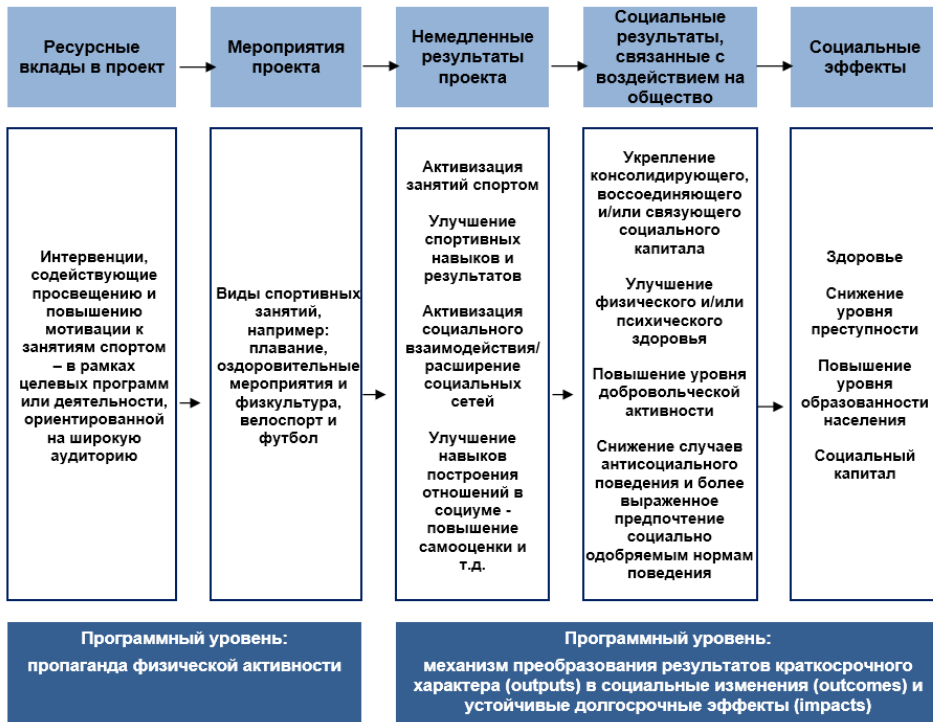 Ресурсные
вклады в проект
Мероприятия
проекта
Немедленные
результаты
проекта
Социальные
результаты,
связанные с
воздействием на
общество
Социальные
эффекты
Интервенции,
содействующие
просвещению и
повышению
мотивации к
занятиям спортом
– в рамках
целевых программ
или деятельности,
ориентированной
на широкую
аудиторию
Виды спортивных
занятий,
например:
плавание,
оздоровительные
мероприятия и
физкультура,
велоспорт и
футбол
Активизация
занятий спортом
Улучшение
спортивных
навыков и
результатов
Активизация
социального
взаимодействия/
расширение
социальных
сетей
Улучшение
навыков
построения
отношений в
социуме -
повышение
самооценки и
т.д.
Укрепление
консолидирующего,
воссоединяющего
и/или связующего
социального
капитала
Улучшение
физического и/или
психического
здоровья
Повышение уровня
добровольческой
активности
Снижение случаев
антисоциального
поведения и более
выраженное
предпочтение
социально
одобряемым нормам
поведения
Здоровье
Снижение
уровня
преступности
Повышение
уровня
образованности
населения
Социальный
капитал
Программный уровень:
пропаганда физической активности
Программный уровень:
механизм преобразования результатов краткосрочного
характера (outputs) в социальные изменения (outcomes) и
устойчивые долгосрочные эффекты (impacts)